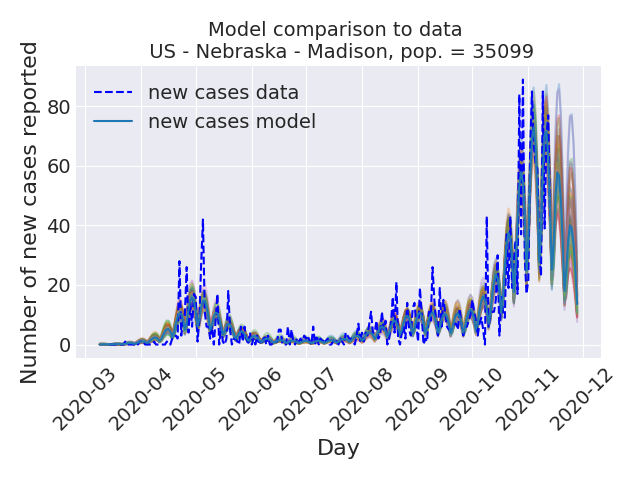 Model comparison to data
US - Nebraska - Madison, pop. = 35099
Number of new cases reported
80
60
40
20
0
new cases data
new cases model
2020-03
2020-04
2020-05
2020-06
2020-07
2020-08
2020-09
2020-10
2020-11
2020-12
Day